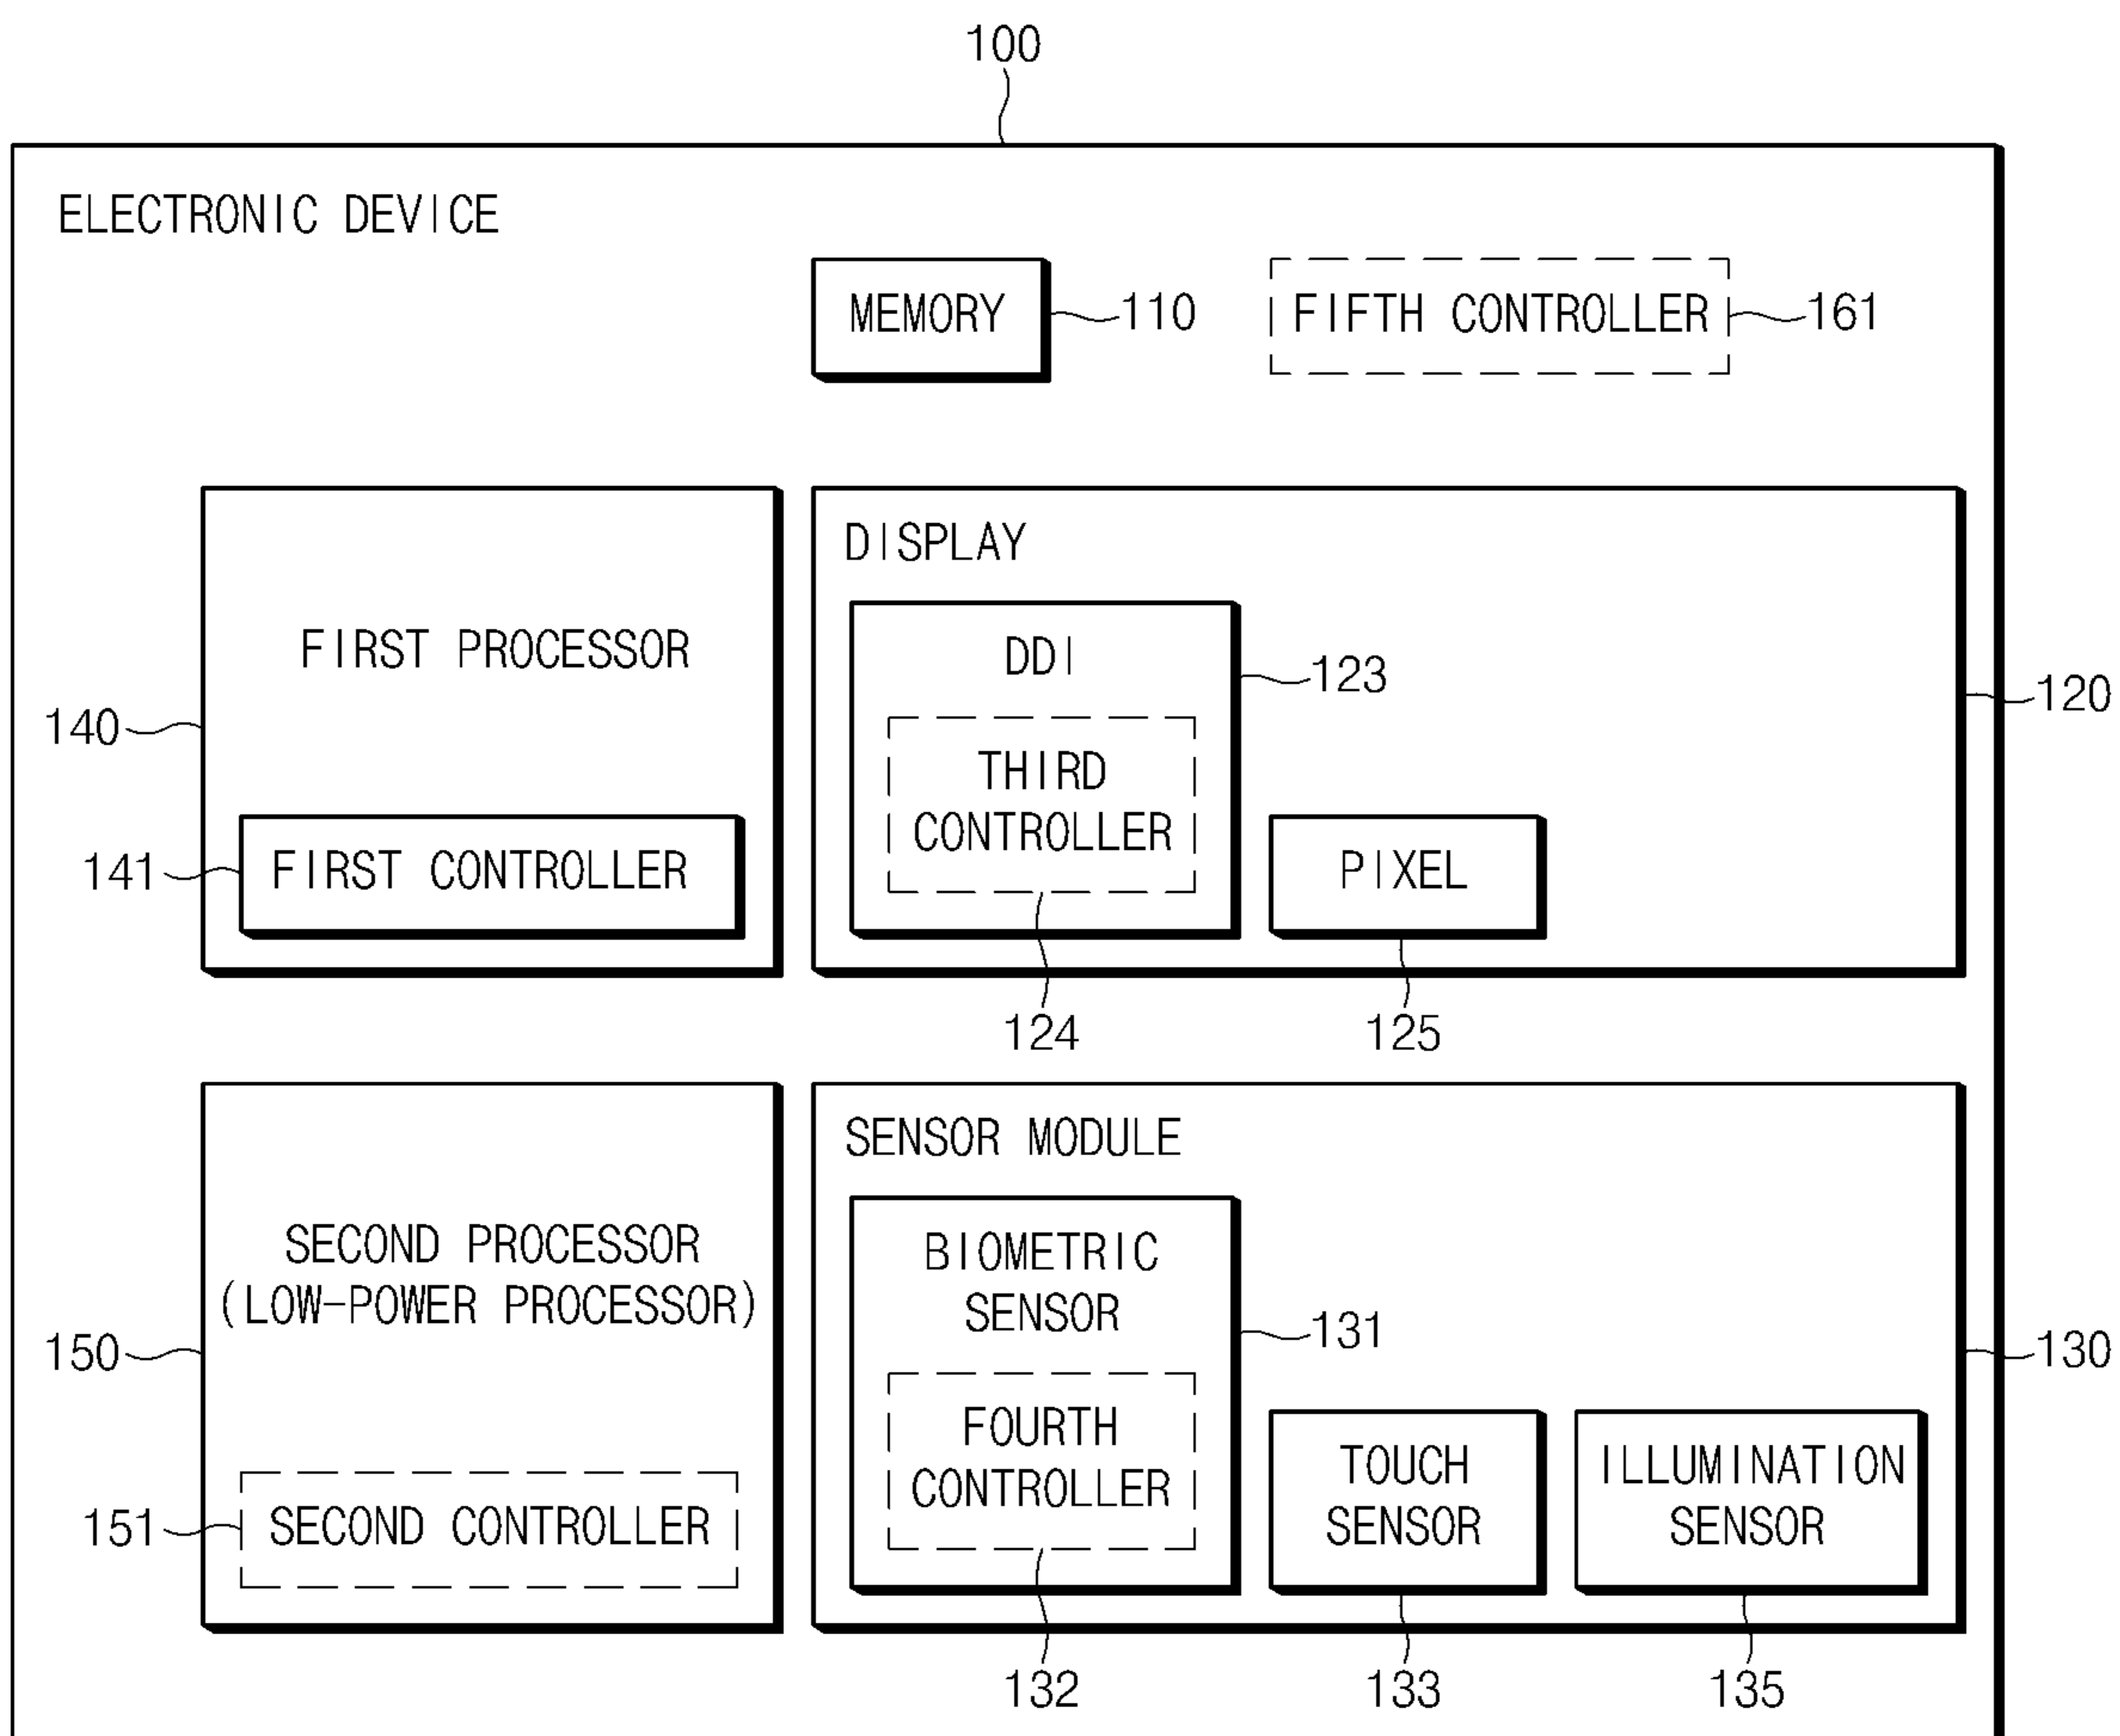 100
ELECTRONIC DEVICE
MEMORY
110
FIFTH CONTROLLER
161
FIRST PROCESSOR
140
FIRST CONTROLLER
141
DISPLAY
DDI
123
THIRD
CONTROLLER
124
PIXEL
125
120
SECOND PROCESSOR
(LOW-POWER PROCESSOR)
150
SECOND CONTROLLER
151
SENSOR MODULE
BIOMETRIC
SENSOR
131
FOURTH
CONTROLLER
132
TOUCH
SENSOR
133
ILLUMINATION
SENSOR
135
130